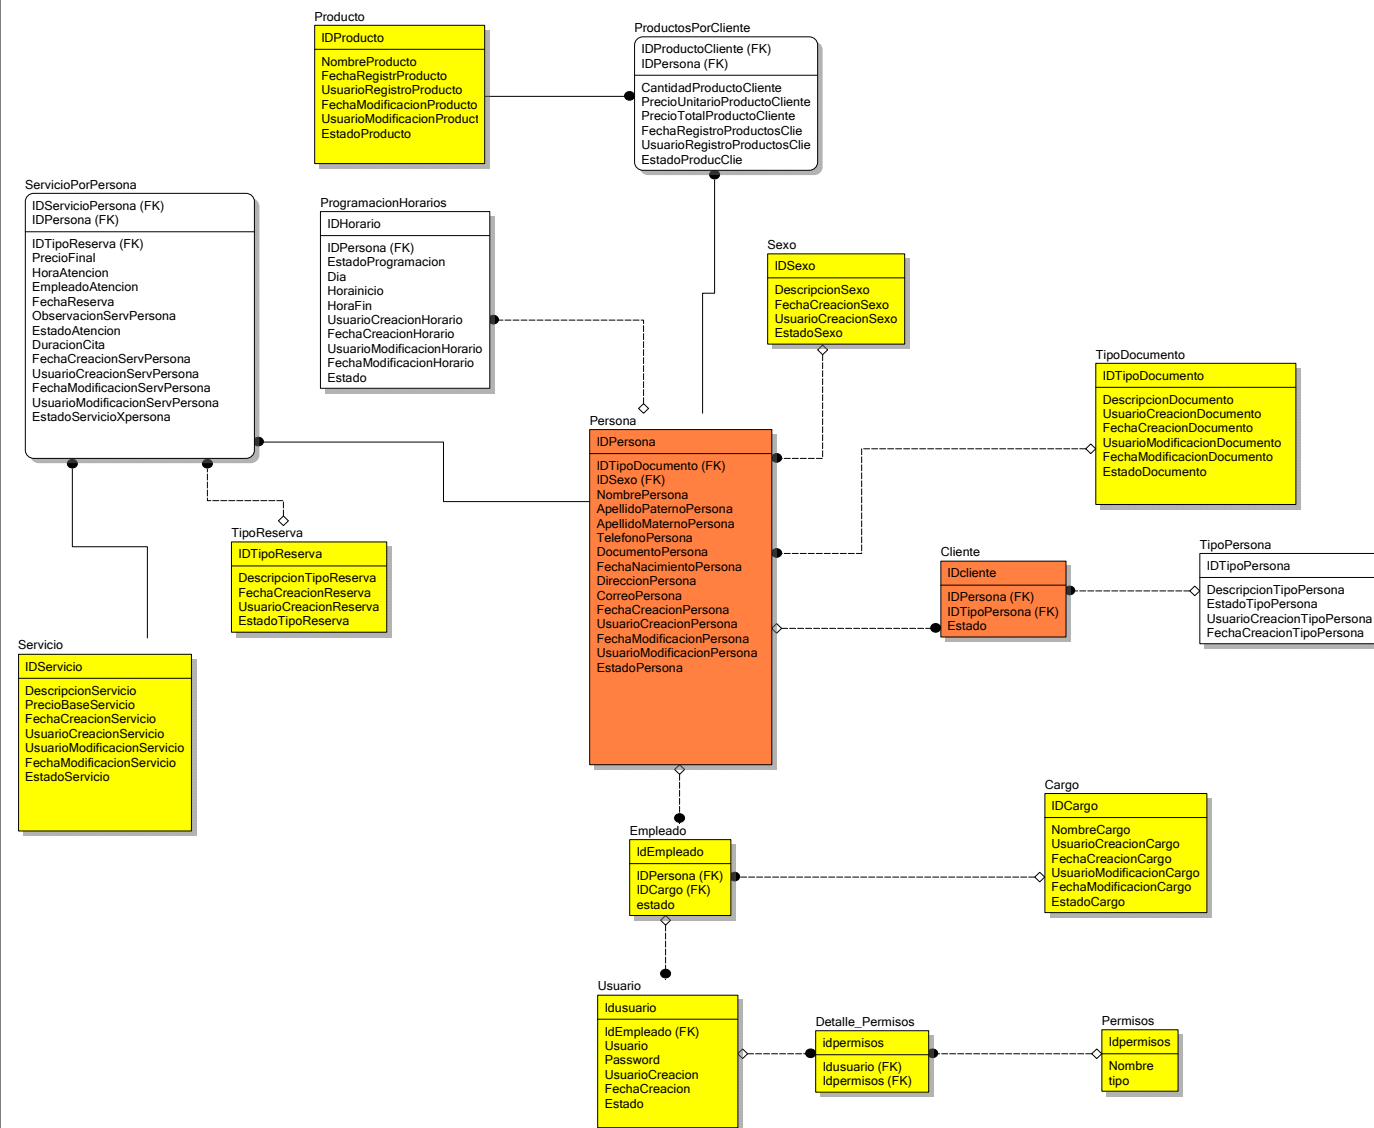 Producto
IDProducto
NombreProducto
FechaRegistrProducto
UsuarioRegistroProducto
FechaModificacionProducto
UsuarioModificacionProduct
EstadoProducto
ProductosPorCliente
IDProductoCliente (FK)
IDPersona (FK)
CantidadProductoCliente
PrecioUnitarioProductoCliente
PrecioTotalProductoCliente
FechaRegistroProductosClie
UsuarioRegistroProductosClie
EstadoProducClie
ServicioPorPersona
IDServicioPersona (FK)
IDPersona (FK)
IDTipoReserva (FK)
PrecioFinal
HoraAtencion
EmpleadoAtencion
FechaReserva
ObservacionServPersona
EstadoAtencion
DuracionCita
FechaCreacionServPersona
UsuarioCreacionServPersona
FechaModificacionServPersona
UsuarioModificacionServPersona
EstadoServicioXpersona
ProgramacionHorarios
IDHorario
IDPersona (FK)
EstadoProgramacion
Dia
Horainicio
HoraFin
UsuarioCreacionHorario
FechaCreacionHorario
UsuarioModificacionHorario
FechaModificacionHorario
Estado
Sexo
IDSexo
DescripcionSexo
FechaCreacionSexo
UsuarioCreacionSexo
EstadoSexo
TipoDocumento
IDTipoDocumento
DescripcionDocumento
UsuarioCreacionDocumento
FechaCreacionDocumento
UsuarioModificacionDocumento
FechaModificacionDocumento
EstadoDocumento
Persona
IDPersona
IDTipoDocumento (FK)
IDSexo (FK)
NombrePersona
ApellidoPaternoPersona
ApellidoMaternoPersona
TelefonoPersona
DocumentoPersona
FechaNacimientoPersona
DireccionPersona
CorreoPersona
FechaCreacionPersona
UsuarioCreacionPersona
FechaModificacionPersona
UsuarioModificacionPersona
EstadoPersona
TipoReserva
IDTipoReserva
DescripcionTipoReserva
FechaCreacionReserva
UsuarioCreacionReserva
EstadoTipoReserva
Cliente
IDcliente
IDPersona (FK)
IDTipoPersona (FK)
Estado
TipoPersona
IDTipoPersona
DescripcionTipoPersona
EstadoTipoPersona
UsuarioCreacionTipoPersona
FechaCreacionTipoPersona
Servicio
IDServicio
DescripcionServicio
PrecioBaseServicio
FechaCreacionServicio
UsuarioCreacionServicio
UsuarioModificacionServicio
FechaModificacionServicio
EstadoServicio
Cargo
IDCargo
NombreCargo
UsuarioCreacionCargo
FechaCreacionCargo
UsuarioModificacionCargo
FechaModificacionCargo
EstadoCargo
Empleado
IdEmpleado
IDPersona (FK)
IDCargo (FK)
estado
Usuario
Idusuario
IdEmpleado (FK)
Usuario
Password
UsuarioCreacion
FechaCreacion
Estado
Detalle_Permisos
idpermisos
Idusuario (FK)
Idpermisos (FK)
Permisos
Idpermisos
Nombre
tipo